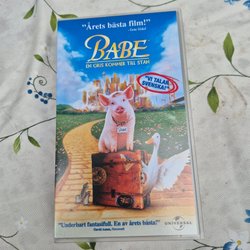 "Årets bästa film!"
BABE
EN GRIS KOMMER TILL STAN
"VI TALAR
SVENSKA!"
"Underbart fantasifull. En av årets bästa."
UNIVERSAL